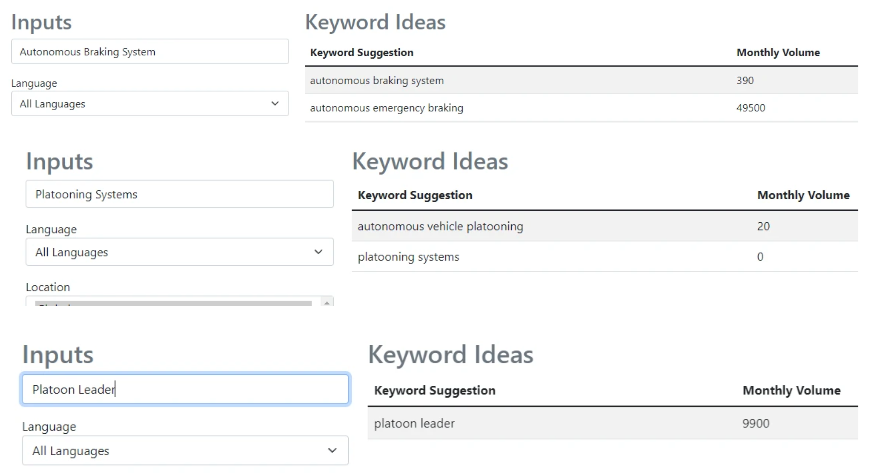 Inputs
Keyword Ideas
Autonomous Braking System
Keyword Suggestion Monthly Volume
Language
autonomous braking system 390
All Languages
autonomous emergency braking 49500
Inputs
Keyword Ideas
Platooning Systems
Keyword Suggestion Monthly Volume
Language
autonomous vehicle platooning 20
All Languages
platooning systems 0
Location
Inputs
Keyword Ideas
Platoon Leader
Keyword Suggestion Monthly Volume
Language
platoon leader 9900
All Languages